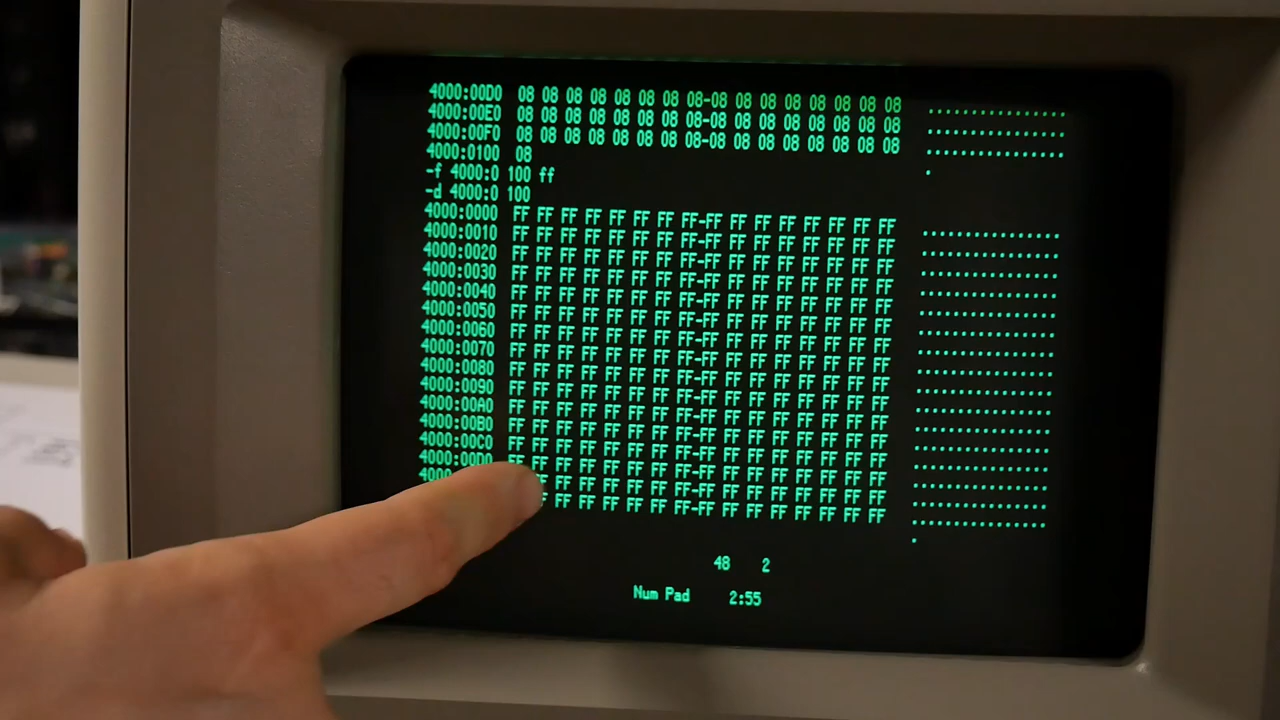 4000:00D0 08 08 08 08 08 08 08 08-08 08 08 08 08 08 08 08 ................
4000:00E0 08 08 08 08 08 08 08 08-08 08 08 08 08 08 08 08 ................
4000:00F0 08 08 08 08 08 08 08 08-08 08 08 08 08 08 08 08 ................
4000:0100 08 .
-f 4000:0 100 ff
-d 4000:0 100
4000:0000 FF FF FF FF FF FF FF FF-FF FF FF FF FF FF FF FF ................
4000:0010 FF FF FF FF FF FF FF FF-FF FF FF FF FF FF FF FF ................
4000:0020 FF FF FF FF FF FF FF FF-FF FF FF FF FF FF FF FF ................
4000:0030 FF FF FF FF FF FF FF FF-FF FF FF FF FF FF FF FF ................
4000:0040 FF FF FF FF FF FF FF FF-FF FF FF FF FF FF FF FF ................
4000:0050 FF FF FF FF FF FF FF FF-FF FF FF FF FF FF FF FF ................
4000:0060 FF FF FF FF FF FF FF FF-FF FF FF FF FF FF FF FF ................
4000:0070 FF FF FF FF FF FF FF FF-FF FF FF FF FF FF FF FF ................
4000:0080 FF FF FF FF FF FF FF FF-FF FF FF FF FF FF FF FF ................
4000:0090 FF FF FF FF FF FF FF FF-FF FF FF FF FF FF FF FF ................
4000:00A0 FF FF FF FF FF FF FF FF-FF FF FF FF FF FF FF FF ................
4000:00B0 FF FF FF FF FF FF FF FF-FF FF FF FF FF FF FF FF ................
4000:00C0 FF FF FF FF FF FF FF FF-FF FF FF FF FF FF FF FF ................
4000:00D0 FF FF FF FF FF FF FF FF-FF FF FF FF FF FF FF FF ................
FF FF FF FF FF FF-FF FF FF FF FF FF FF FF ................
FF FF FF FF FF FF-FF FF FF FF FF FF FF FF ................
.
48 2
Num Pad 2:55